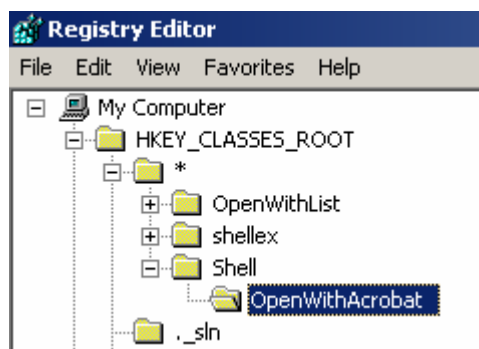 Registry Editor
File Edit View Favorites Help
My Computer
HKEY_CLASSES_ROOT
*
OpenWithList
shellex
Shell
OpenWithAcrobat
._sln